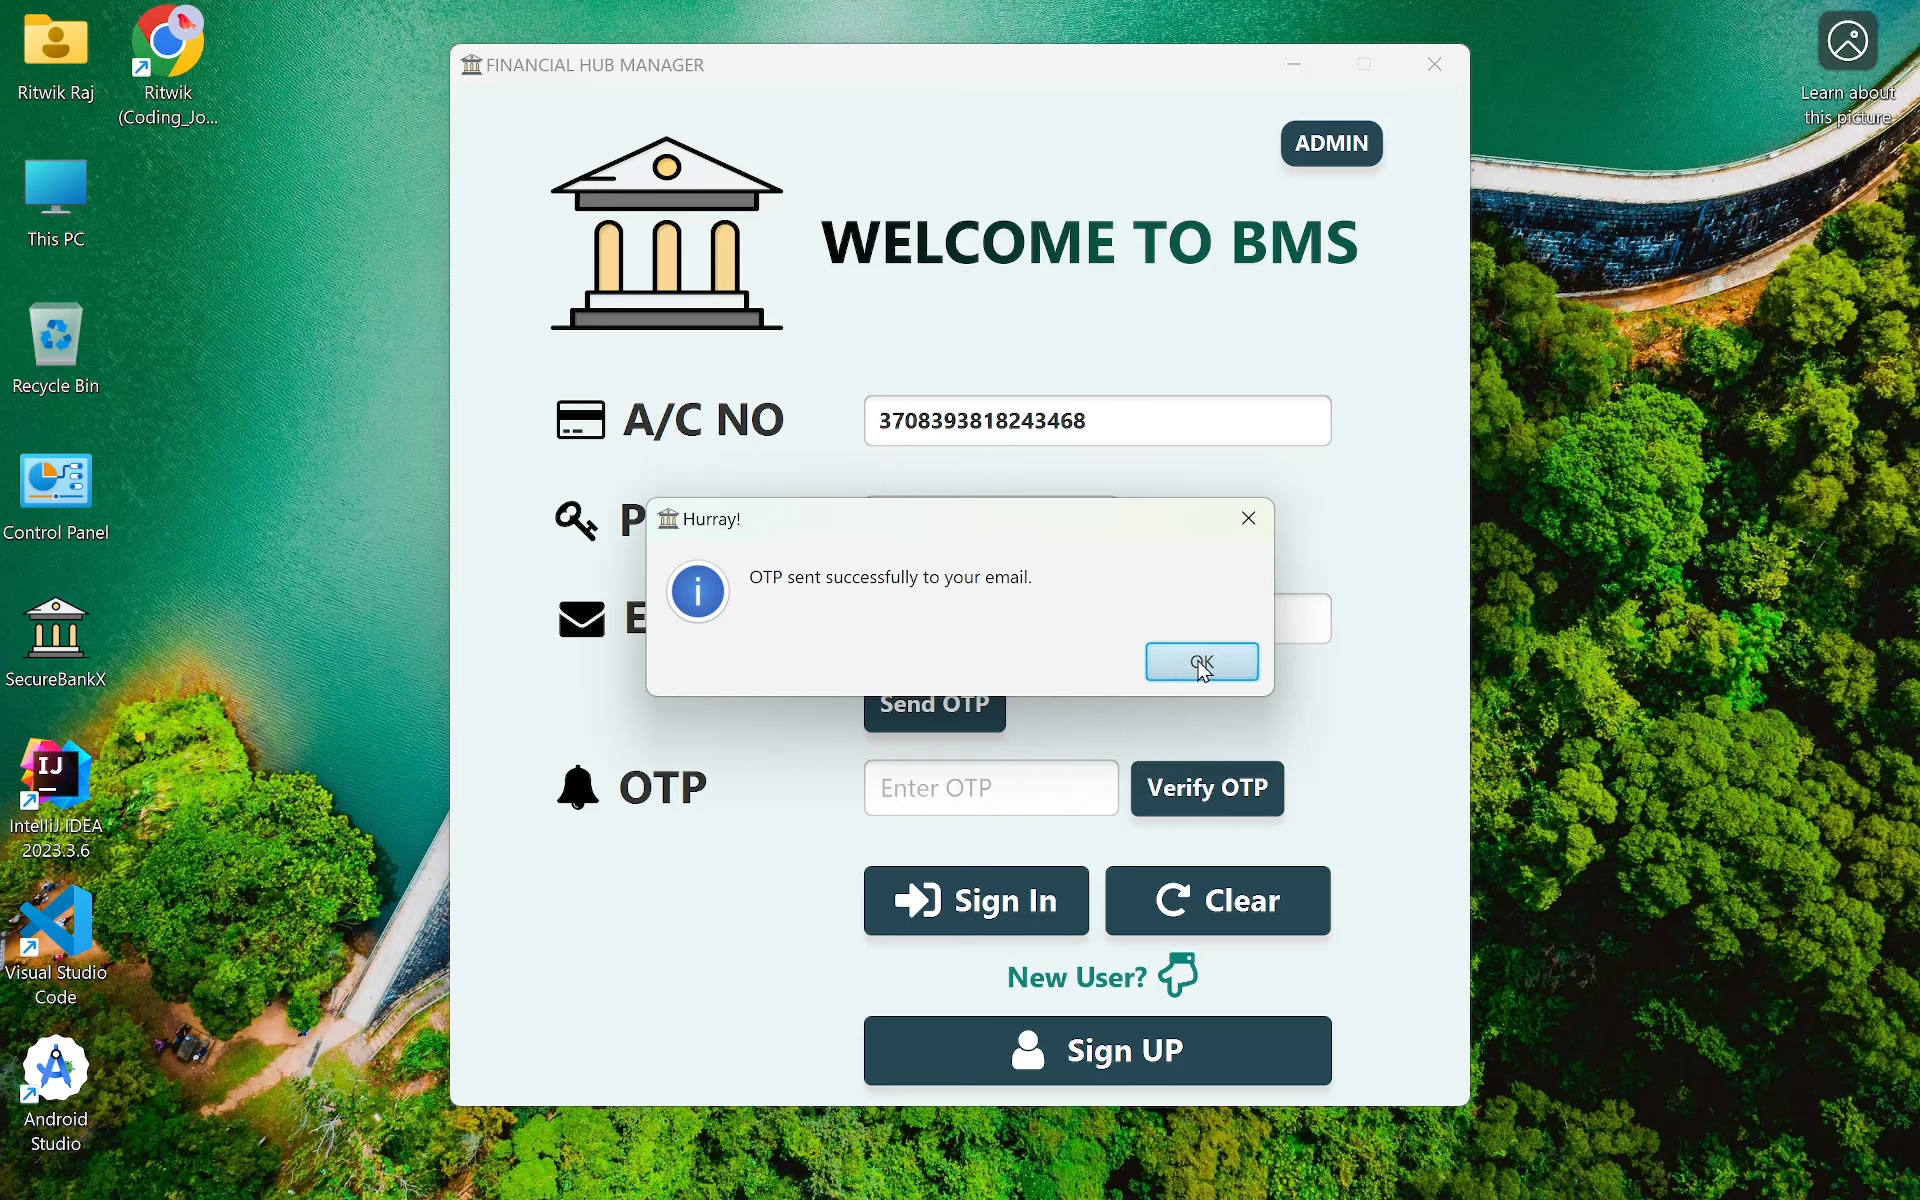 Ritwik Raj
Ritwik
(Coding_Jo...
This PC
Recycle Bin
Control Panel
SecureBankX
IntelliJ IDEA
2023.3.6
Visual Studio
Code
Android
Studio
Learn about
this picture
FINANCIAL HUB MANAGER
ADMIN
WELCOME TO BMS
A/C NO
3708393818243468
P
Hurray!
OTP sent successfully to your email.
E
OK
Send OTP
OTP
Enter OTP
Verify OTP
Sign In
Clear
New User?
Sign UP